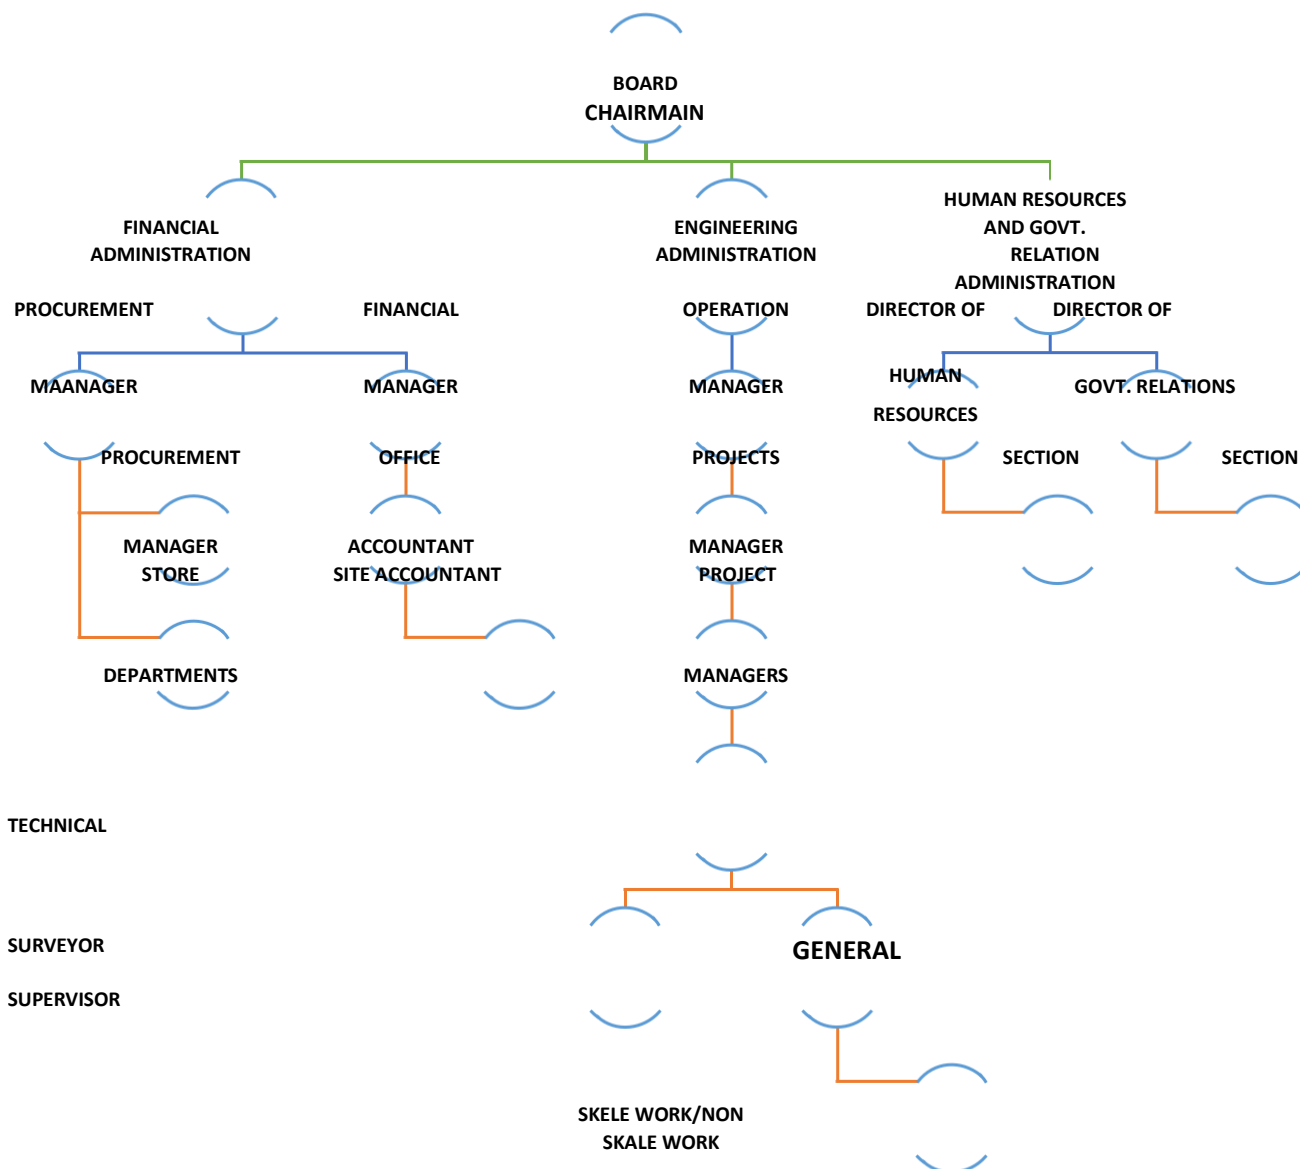 BOARD
CHAIRMAIN
FINANCIAL
ADMINISTRATION
ENGINEERING
ADMINISTRATION
HUMAN RESOURCES
AND GOVT.
RELATION
ADMINISTRATION
PROCUREMENT
FINANCIAL
OPERATION
DIRECTOR OF
DIRECTOR OF
MAANAGER
MANAGER
MANAGER
HUMAN
RESOURCES
GOVT. RELATIONS
PROCUREMENT
OFFICE
PROJECTS
SECTION
SECTION
MANAGER
STORE
ACCOUNTANT
SITE ACCOUNTANT
MANAGER
PROJECT
DEPARTMENTS
MANAGERS
TECHNICAL
SURVEYOR
GENERAL
SUPERVISOR
SKELE WORK/NON
SKALE WORK